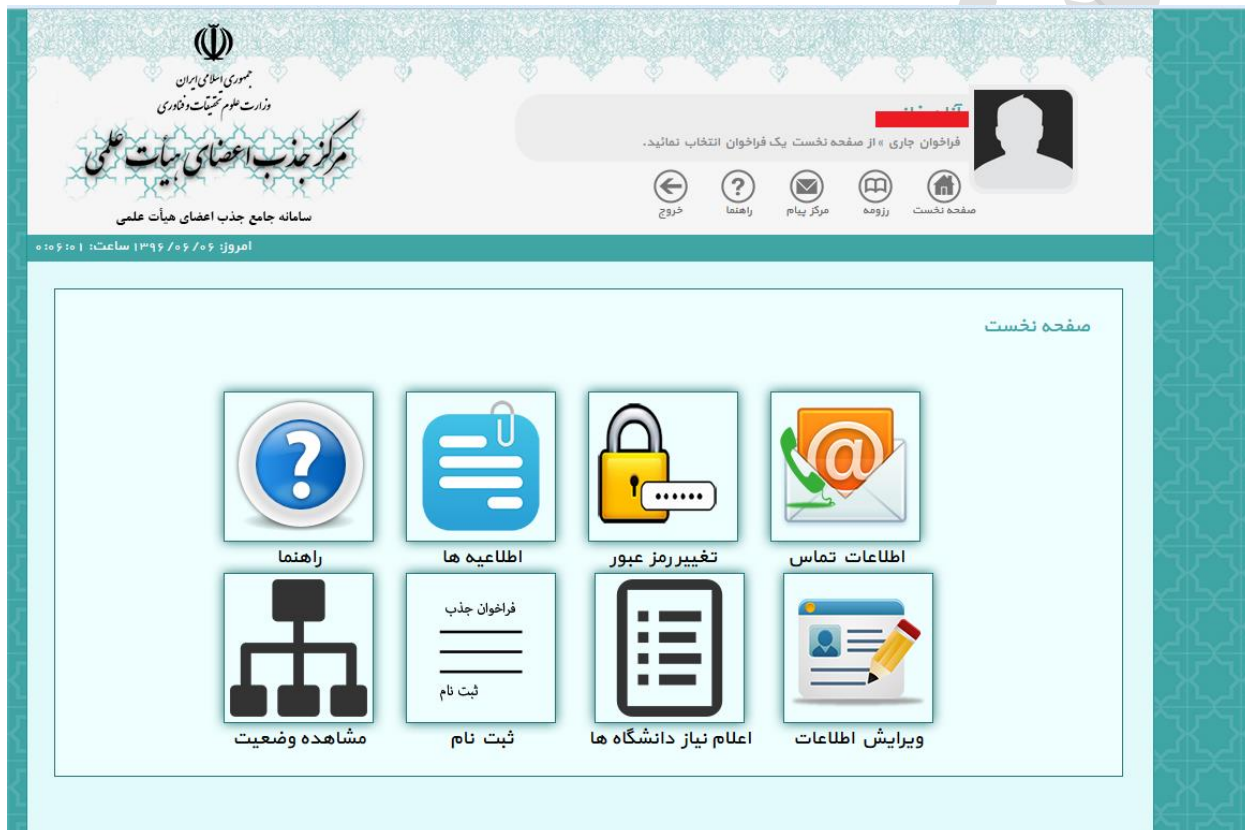 جمهوری اسلامی ایران
وزارت علوم تحقیقات و فناوری
مرکز جذب اعضای هیأت علمی
سامانه جامع جذب اعضای هیأت علمی
فراخوان جاری » از صفحه نخست یک فراخوان انتخاب نمائید.
صفحه نخست رزومه مرکز پیام راهنما خروج
امروز: ۱۳۹۶/۰۶/۰۶ ساعت: ۰:۰۶:۰۱
صفحه نخست
اطلاعات تماس تغییر رمز عبور اطلاعیه ها راهنما
فراخوان جذب
ثبت نام
ویرایش اطلاعات اعلام نیاز دانشگاه ها ثبت نام مشاهده وضعیت